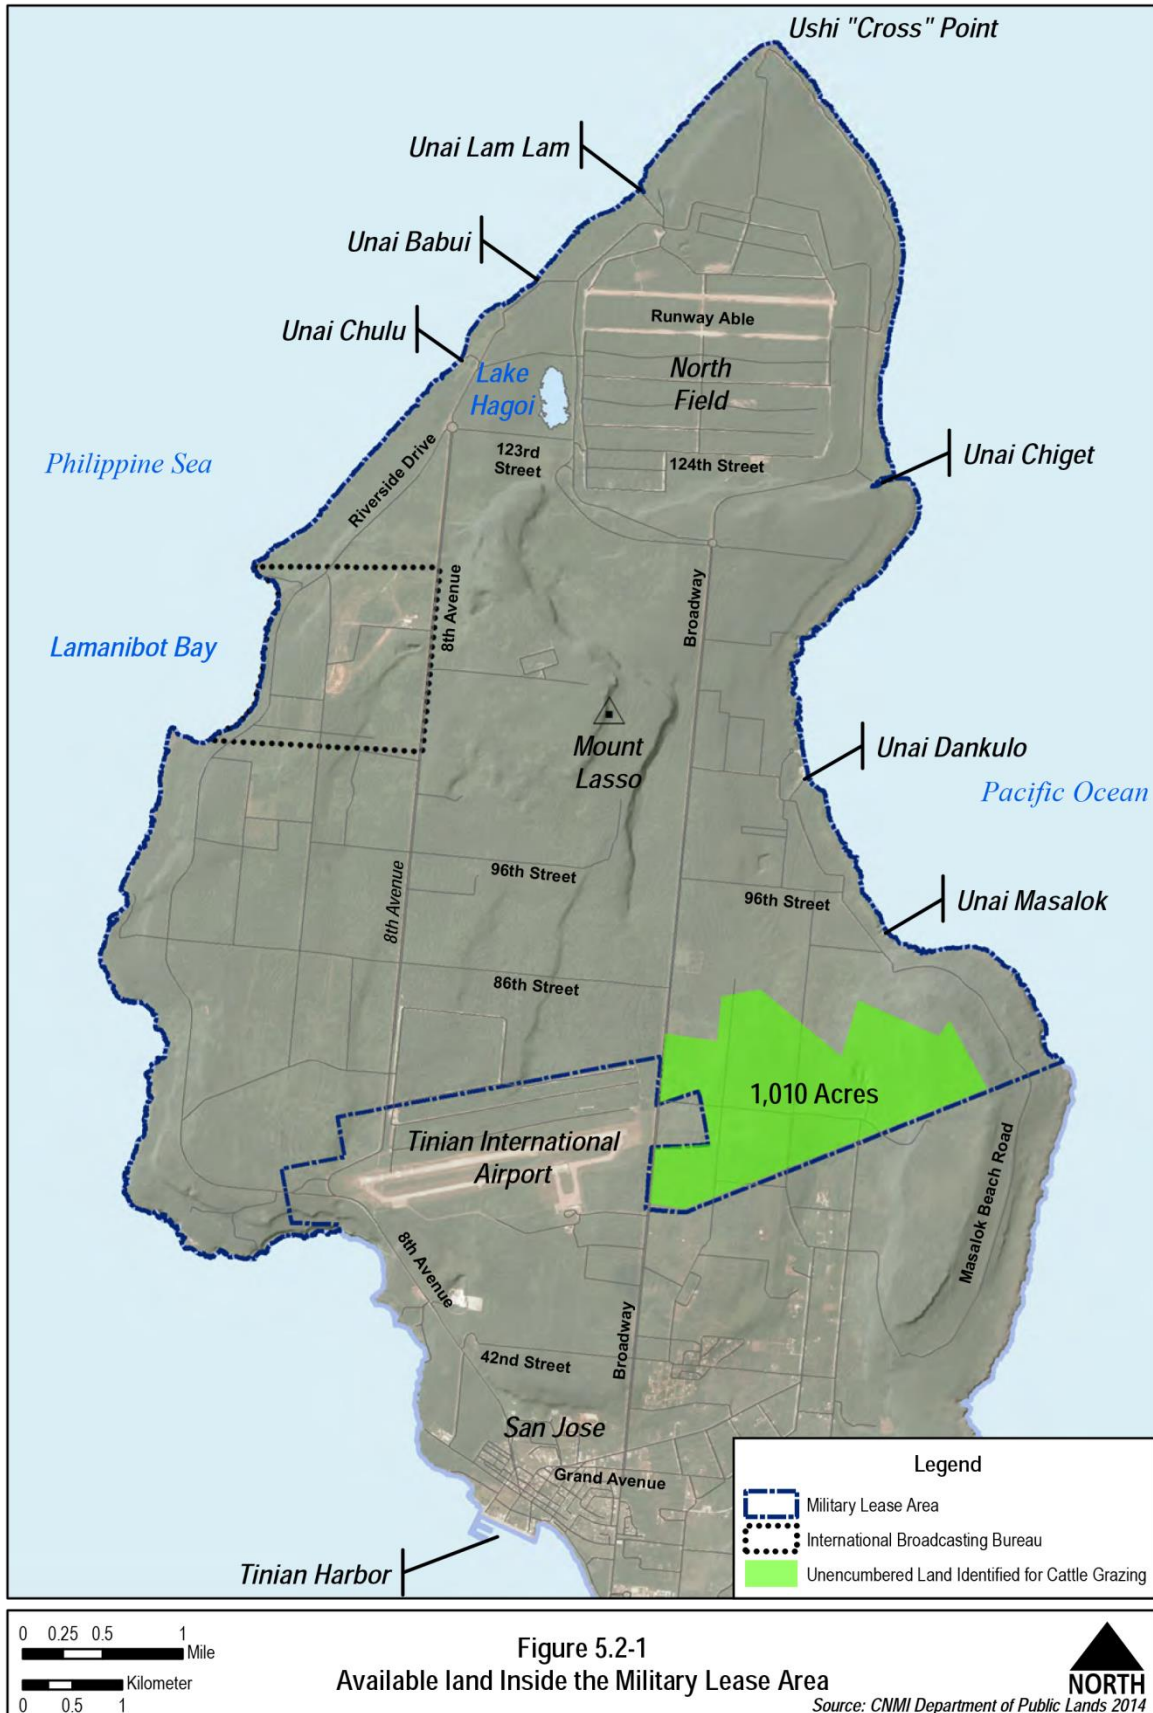 Ushi "Cross" Point
Unai Lam Lam
Unai Babui
Unai Chulu
Runway Able
Lake
Hagoi
North
Field
Philippine Sea
Riverside Drive
123rd
Street
124th Street
Unai Chiget
8th Avenue
Broadway
Lamanibot Bay
Mount
Lasso
Unai Dankulo
Pacific Ocean
96th Street
96th Street
8th Avenue
Unai Masalok
86th Street
1,010 Acres
Tinian International
Airport
Masalok Beach Road
8th Avenue
Broadway
42nd Street
San Jose
Grand Avenue
Tinian Harbor
Legend
Military Lease Area
International Broadcasting Bureau
Unencumbered Land Identified for Cattle Grazing
0 0.25 0.5 1
Mile
Kilometer
0 0.5 1
Figure 5.2-1
Available land Inside the Military Lease Area
NORTH
Source: CNMI Department of Public Lands 2014